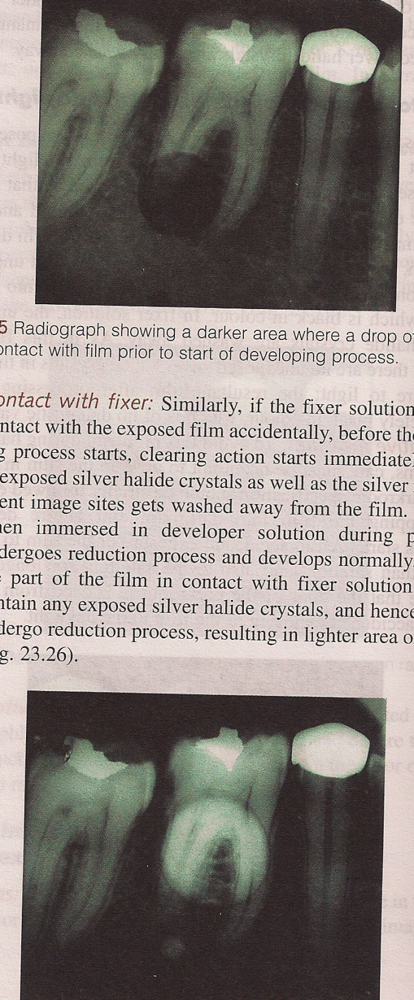 5 Radiograph showing a darker area where a drop of
ontact with film prior to start of developing process.
ontact with fixer: Similarly, if the fixer solution
ntact with the exposed film accidentally, before the
g process starts, clearing action starts immediatel
exposed silver halide crystals as well as the silver
ent image sites gets washed away from the film.
en immersed in developer solution during p
dergoes reduction process and develops normally.
part of the film in contact with fixer solution
ntain any exposed silver halide crystals, and hence
dergo reduction process, resulting in lighter area o
g. 23.26).